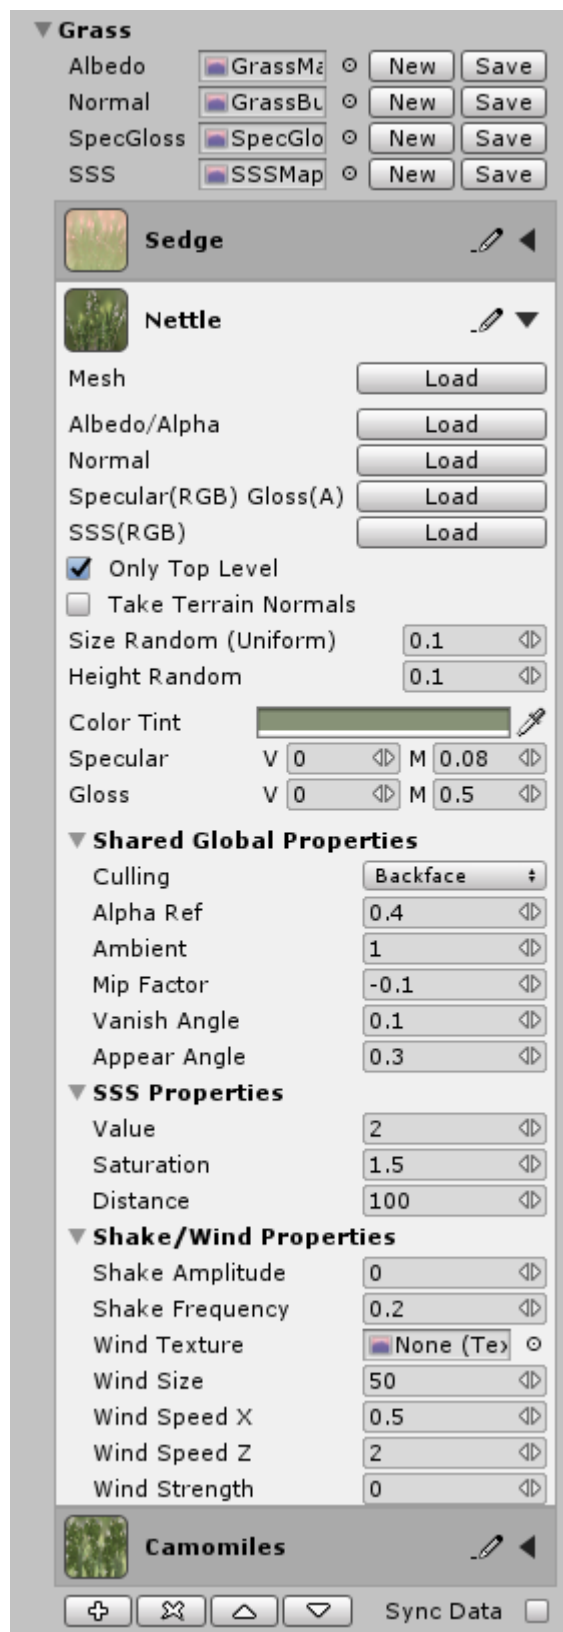 Grass
Albedo GrassMa New Save
Normal GrassBu New Save
SpecGloss SpecGlo New Save
SSS SSSMap New Save
Sedge
Nettle
Mesh Load
Albedo/Alpha Load
Normal Load
Specular(RGB) Gloss(A) Load
SSS(RGB) Load
Only Top Level
Take Terrain Normals
Size Random (Uniform) 0.1
Height Random 0.1
Color Tint
Specular V 0 M 0.08
Gloss V 0 M 0.5
Shared Global Properties
Culling Backface
Alpha Ref 0.4
Ambient 1
Mip Factor -0.1
Vanish Angle 0.1
Appear Angle 0.3
SSS Properties
Value 2
Saturation 1.5
Distance 100
Shake/Wind Properties
Shake Amplitude 0
Shake Frequency 0.2
Wind Texture None (Tex
Wind Size 50
Wind Speed X 0.5
Wind Speed Z 2
Wind Strength 0
Camomiles
Sync Data